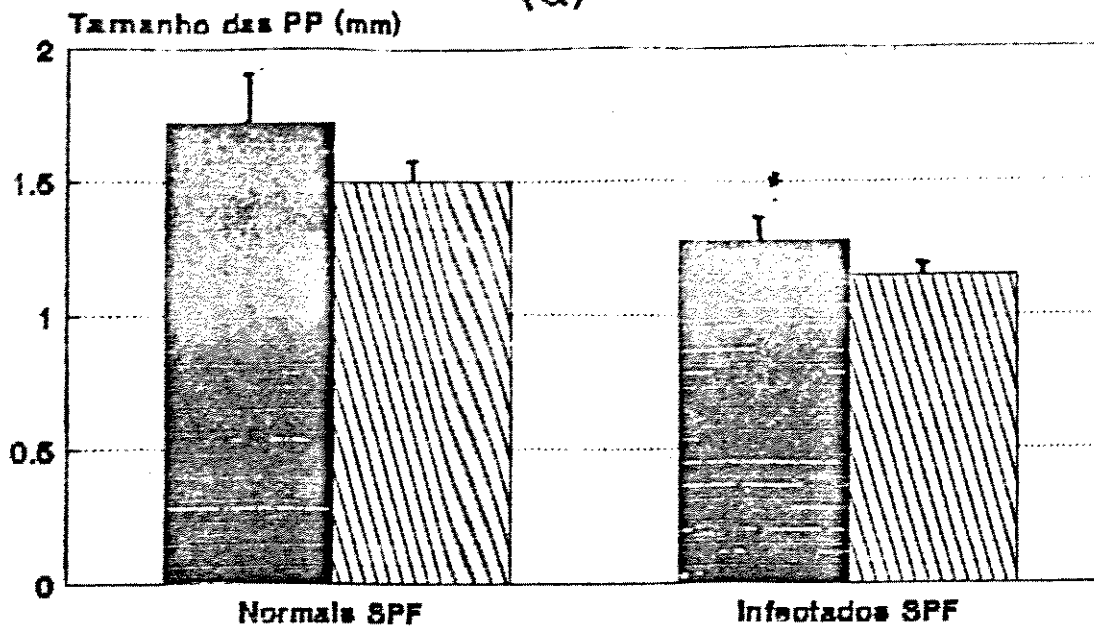 Tamanho das PP (mm)
2
1.5
*
1
0.5
0
Normais SPF
Infectados SPF